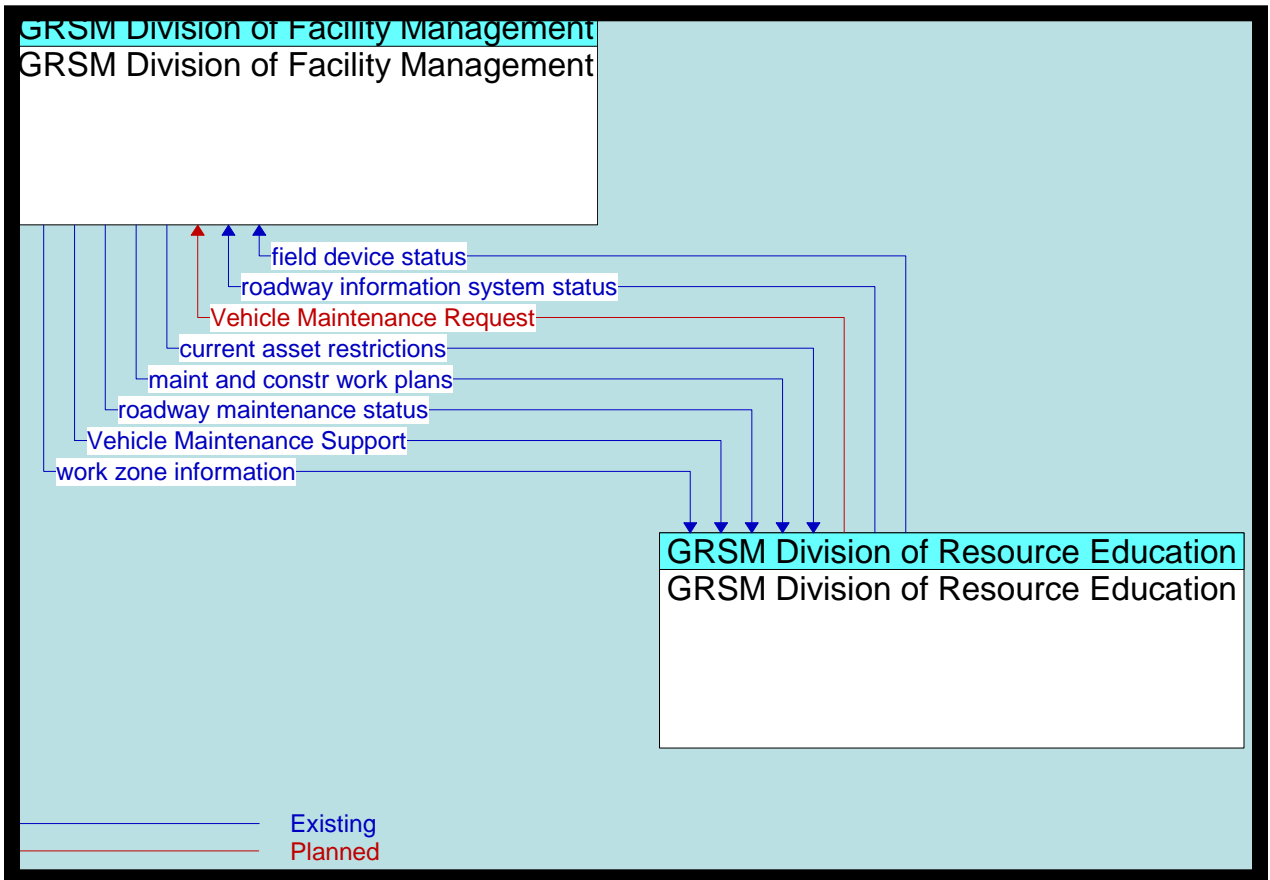 GRSM Division of Facility Management
GRSM Division of Facility Management
field device status
roadway information system status
Vehicle Maintenance Request
current asset restrictions
maint and constr work plans
roadway maintenance status
Vehicle Maintenance Support
work zone information
GRSM Division of Resource Education
GRSM Division of Resource Education
Existing
Planned